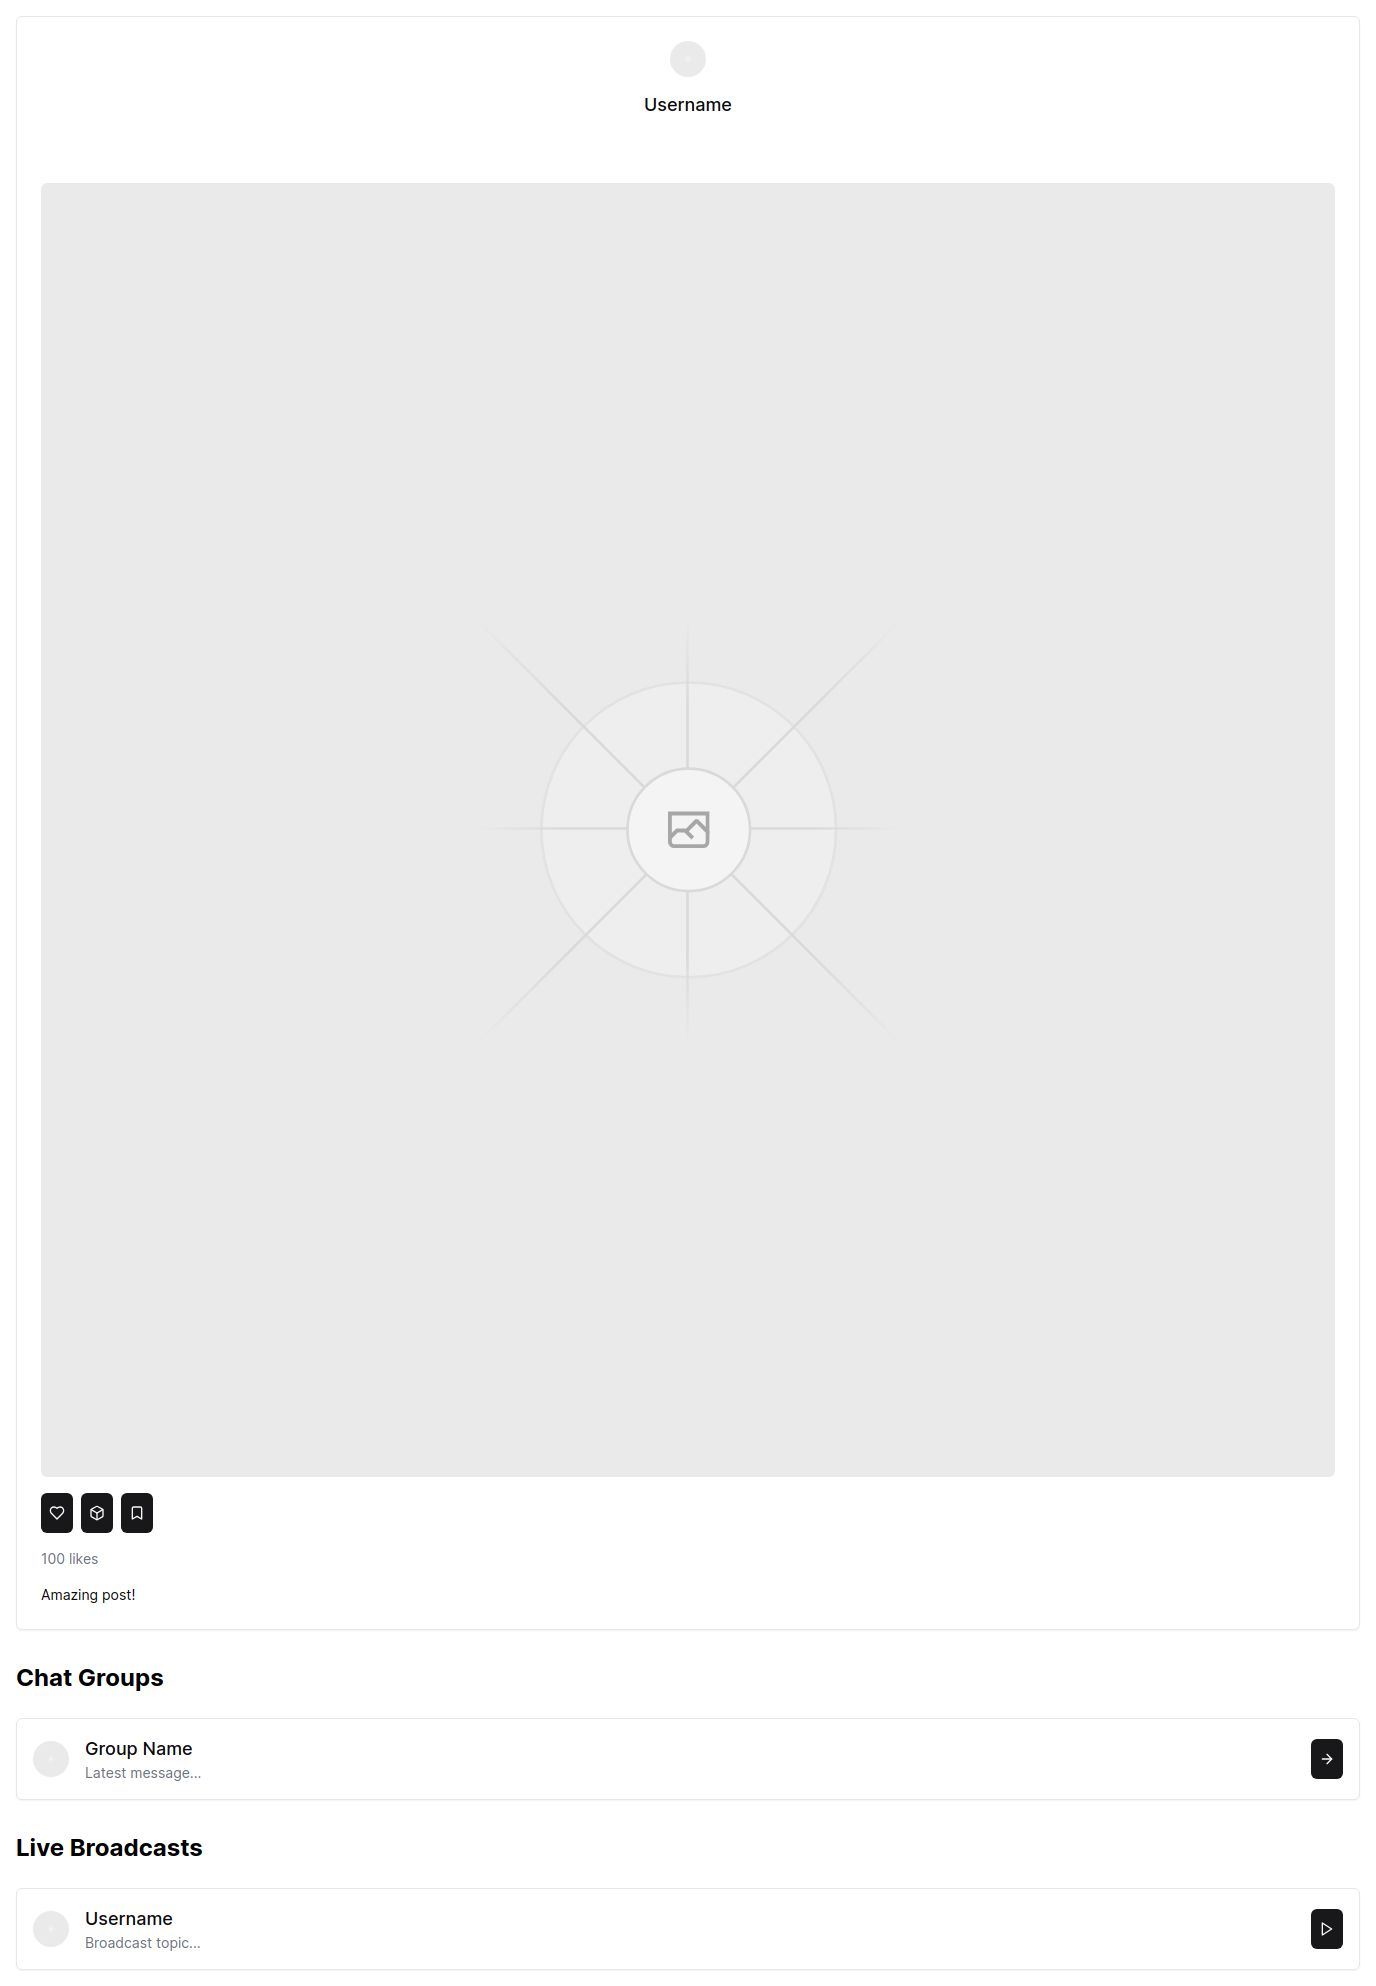 Username
100 likes
Amazing post!
Chat Groups
Group Name
Latest message...
Live Broadcasts
Username
Broadcast topic...